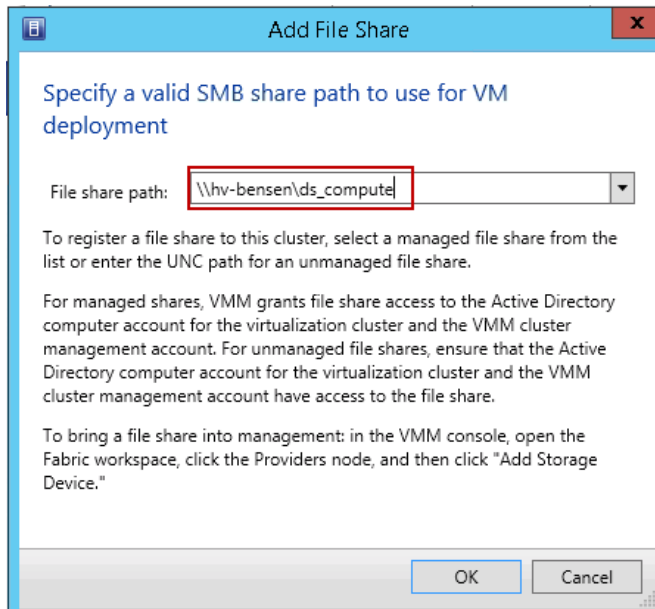 Add File Share
x
Specify a valid SMB share path to use for VM
deployment
File share path: \\hv-bensen\ds_compute
To register a file share to this cluster, select a managed file share from the
list or enter the UNC path for an unmanaged file share.
For managed shares, VMM grants file share access to the Active Directory
computer account for the virtualization cluster and the VMM cluster
management account. For unmanaged file shares, ensure that the Active
Directory computer account for the virtualization cluster and the VMM
cluster management account have access to the file share.
To bring a file share into management: in the VMM console, open the
Fabric workspace, click the Providers node, and then click "Add Storage
Device."
OK Cancel